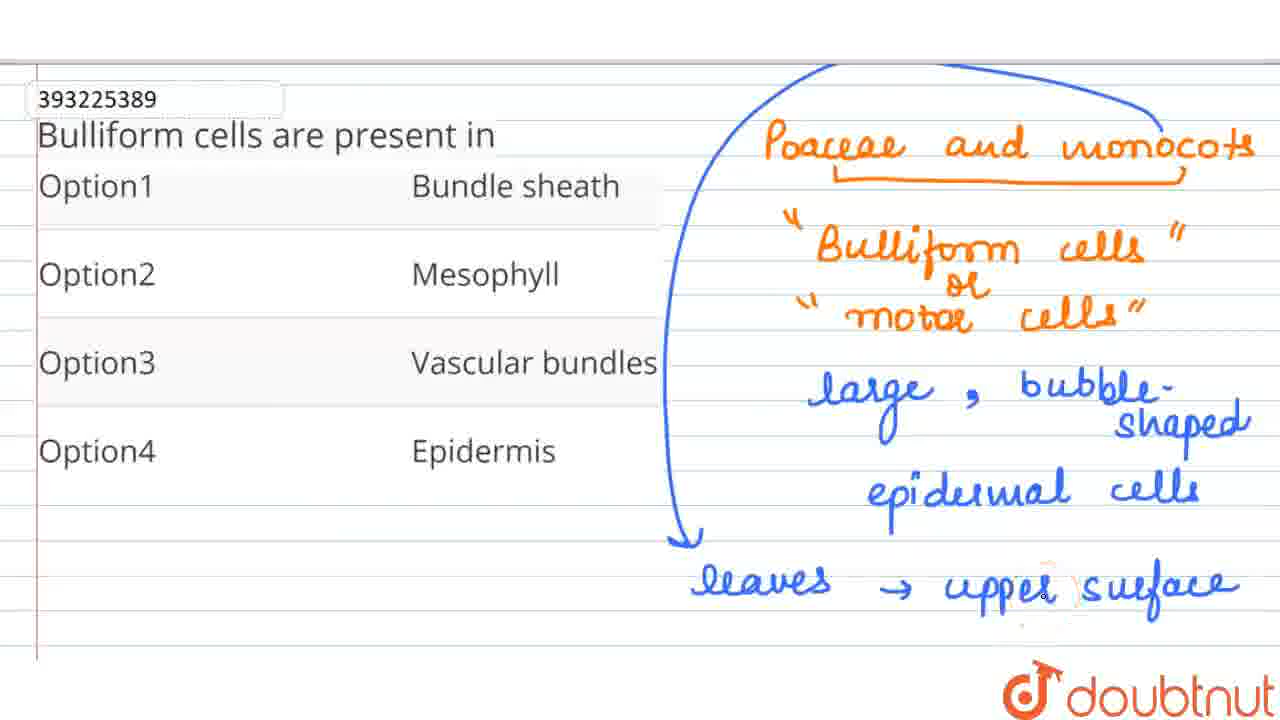 393225389
Bulliform cells are present in
Option1 Bundle sheath
Option2 Mesophyll
Option3 Vascular bundles
Option4 Epidermis
Poaceae and monocots
"Bulliform cells"
or
"motor cells"
large, bubble-
shaped
epidermal cells
leaves → upper surface
doubtnut